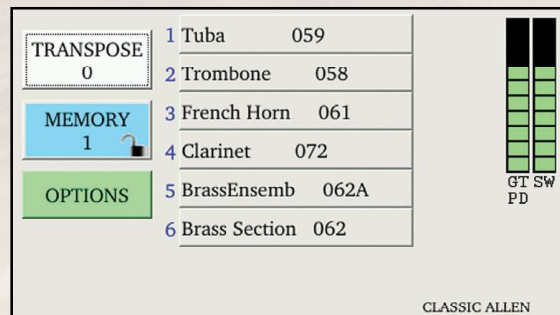 TRANSPOSE
0
MEMORY
1
OPTIONS
1 Tuba 059
2 Trombone 058
3 French Horn 061
4 Clarinet 072
5 BrassEnsemb 062A
6 Brass Section 062
GT SW
PD
CLASSIC ALLEN